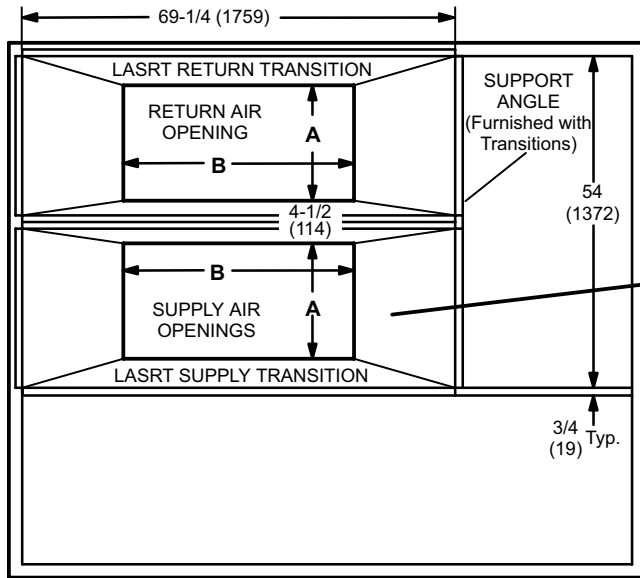 69-1/4 (1759)
LASRT RETURN TRANSITION
RETURN AIR
OPENING
A
B
SUPPORT
ANGLE
(Furnished with
Transitions)
54
(1372)
4-1/2
(114)
B
A
SUPPLY AIR
OPENINGS
LASRT SUPPLY TRANSITION
3/4
(19)
Typ.